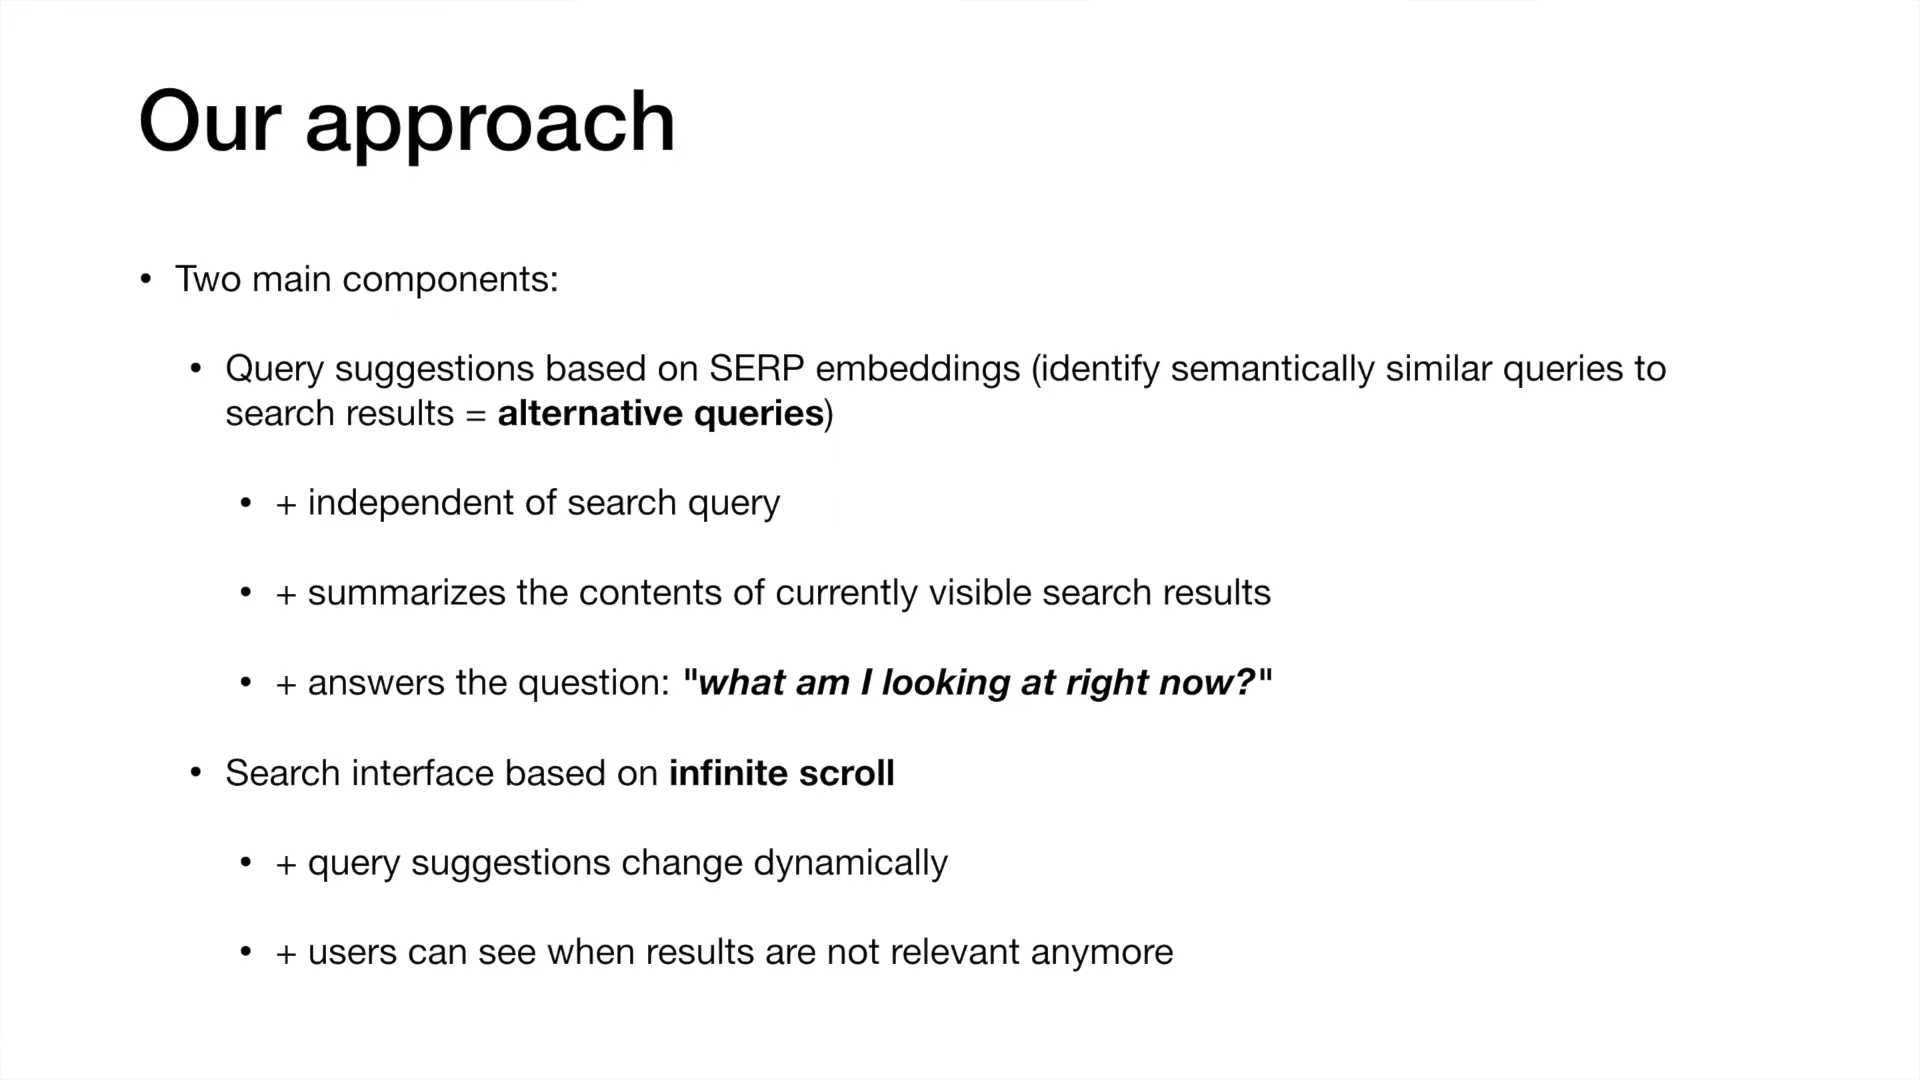 Our approach
• Two main components:
• Query suggestions based on SERP embeddings (identify semantically similar queries to
search results = alternative queries)
• + independent of search query
• + summarizes the contents of currently visible search results
• + answers the question: "what am I looking at right now?"
• Search interface based on infinite scroll
• + query suggestions change dynamically
• + users can see when results are not relevant anymore